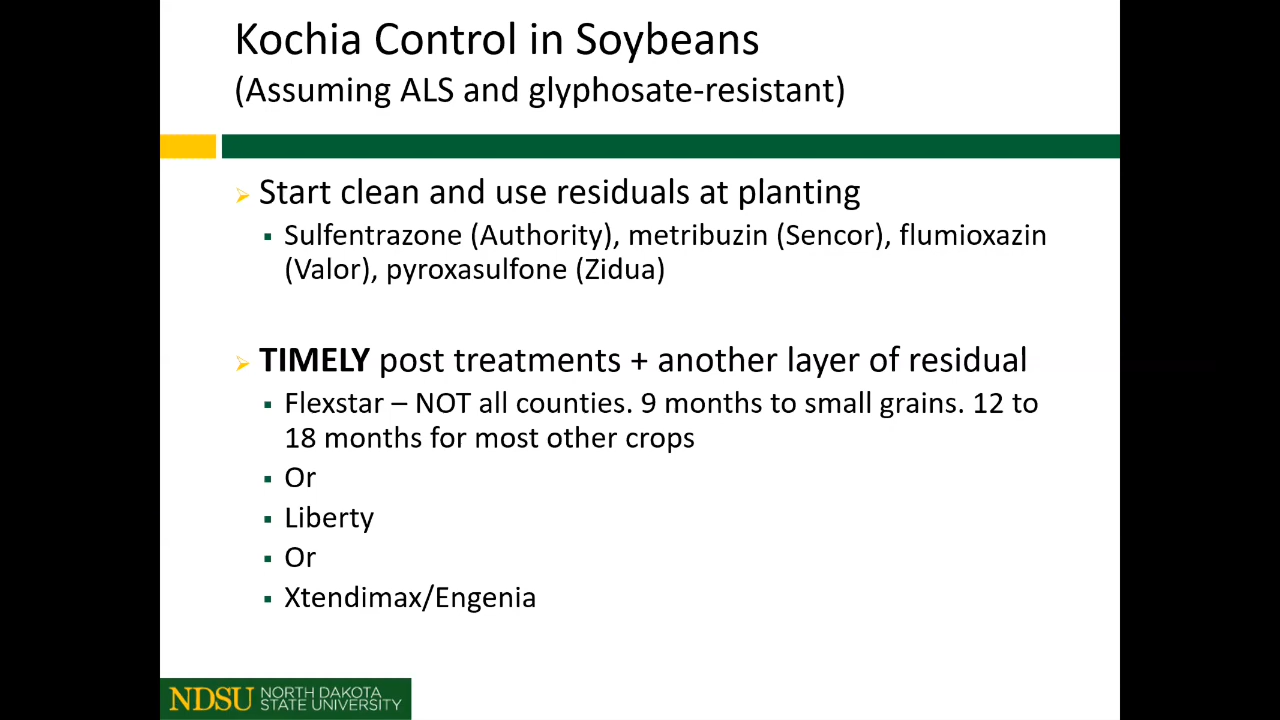 Kochia Control in Soybeans
(Assuming ALS and glyphosate-resistant)
Start clean and use residuals at planting
Sulfentrazone (Authority), metribuzin (Sencor), flumioxazin
(Valor), pyroxasulfone (Zidua)
TIMELY post treatments + another layer of residual
Flexstar – NOT all counties. 9 months to small grains. 12 to
18 months for most other crops
Or
Liberty
Or
Xtendimax/Engenia
NDSU NORTH DAKOTA
STATE UNIVERSITY